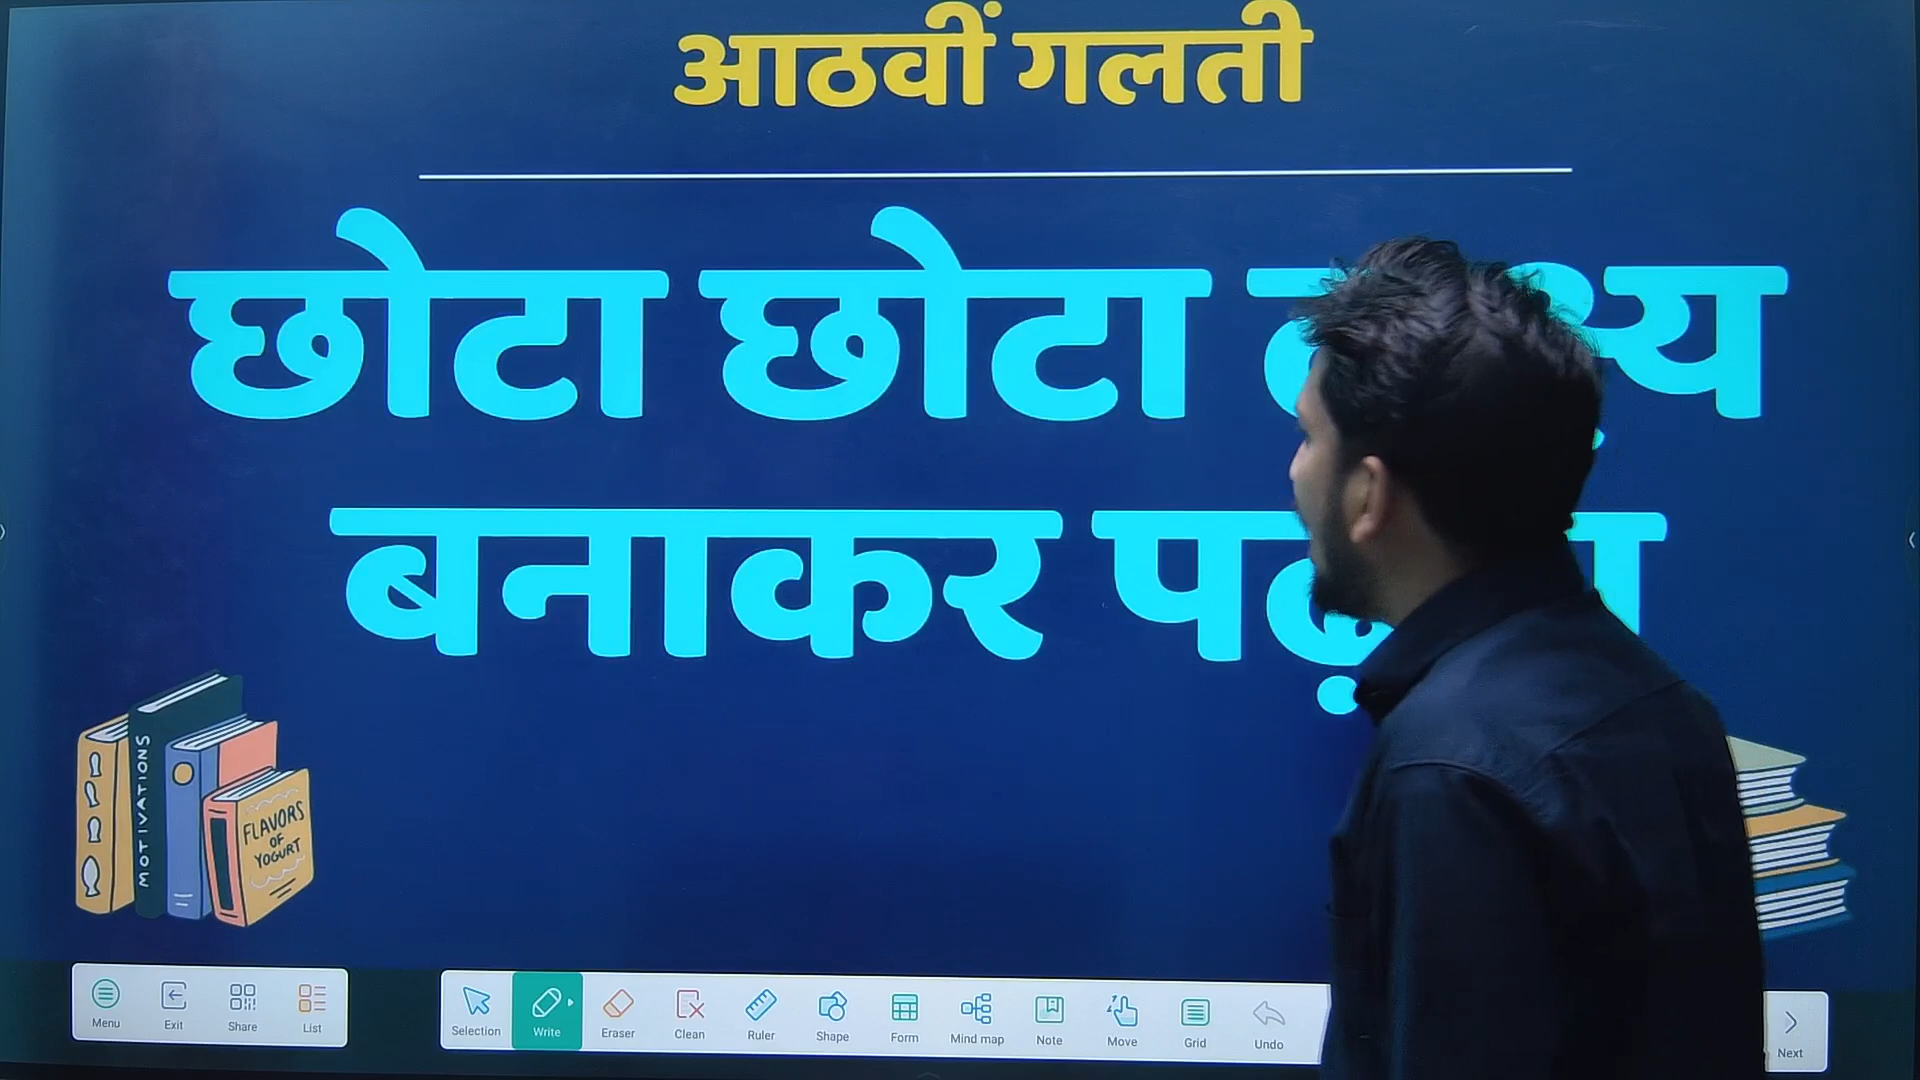 आठवीं गलती
छोटा छोटा
बनाकर
MOTIVATIONS
FLAVORS
OF
YOGURT
Menu
Exit
Share
List
Selection
Write
Eraser
Clean
Ruler
Shape
Form
Mind map
Note
Move
Grid
Undo
Next